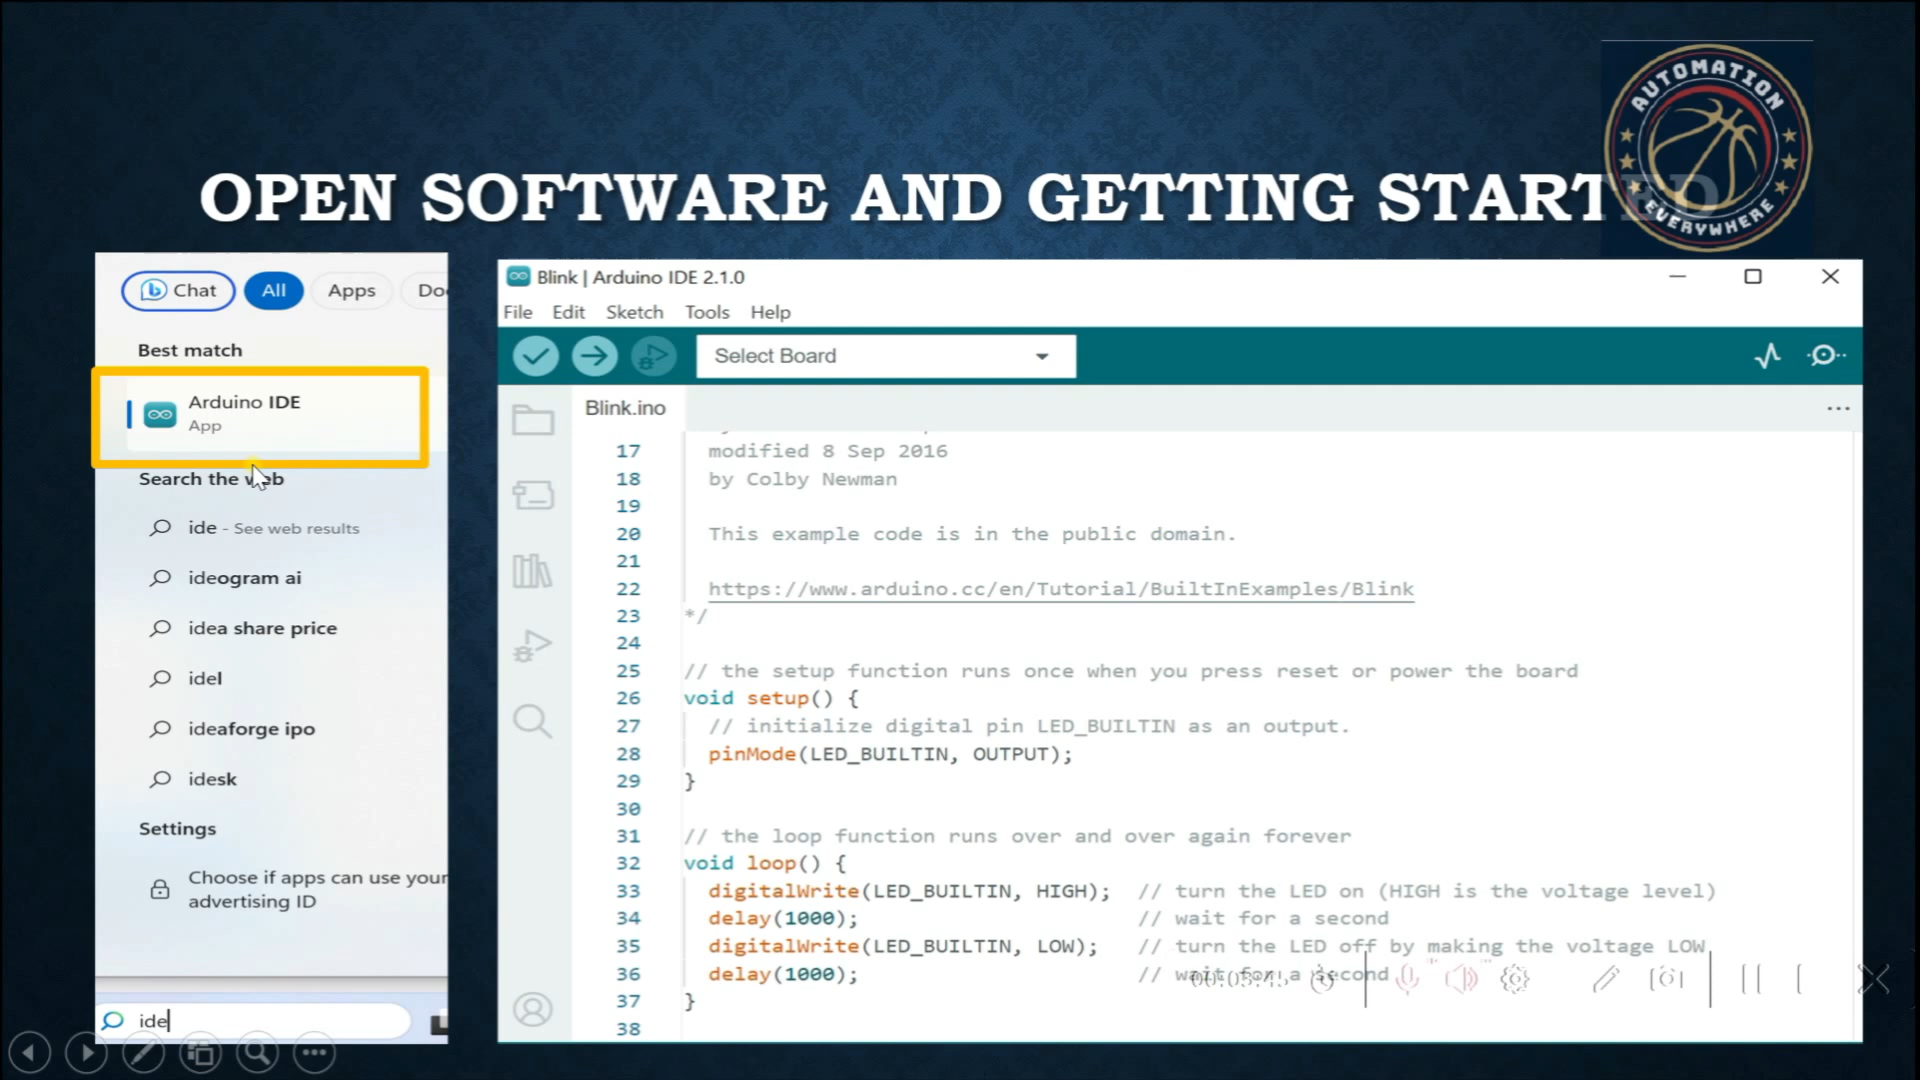 AUTOMATION
EVERYWHERE
OPEN SOFTWARE AND GETTING STARTED
Chat
All
Apps
Do
Best match
Arduino IDE
App
Search the web
ide - See web results
ideogram ai
idea share price
idel
ideaforge ipo
idesk
Settings
Choose if apps can use your
advertising ID
ide
Blink | Arduino IDE 2.1.0
File Edit Sketch Tools Help
Select Board
Blink.ino
17 modified 8 Sep 2016
18 by Colby Newman
19
20 This example code is in the public domain.
21
22 https://www.arduino.cc/en/Tutorial/BuiltInExamples/Blink
23 */
24
25 // the setup function runs once when you press reset or power the board
26 void setup() {
27 // initialize digital pin LED_BUILTIN as an output.
28 pinMode(LED_BUILTIN, OUTPUT);
29 }
30
31 // the loop function runs over and over again forever
32 void loop() {
33 digitalWrite(LED_BUILTIN, HIGH); // turn the LED on (HIGH is the voltage level)
34 delay(1000); // wait for a second
35 digitalWrite(LED_BUILTIN, LOW); // turn the LED off by making the voltage LOW
36 delay(1000); // wait for a second
37 }
38